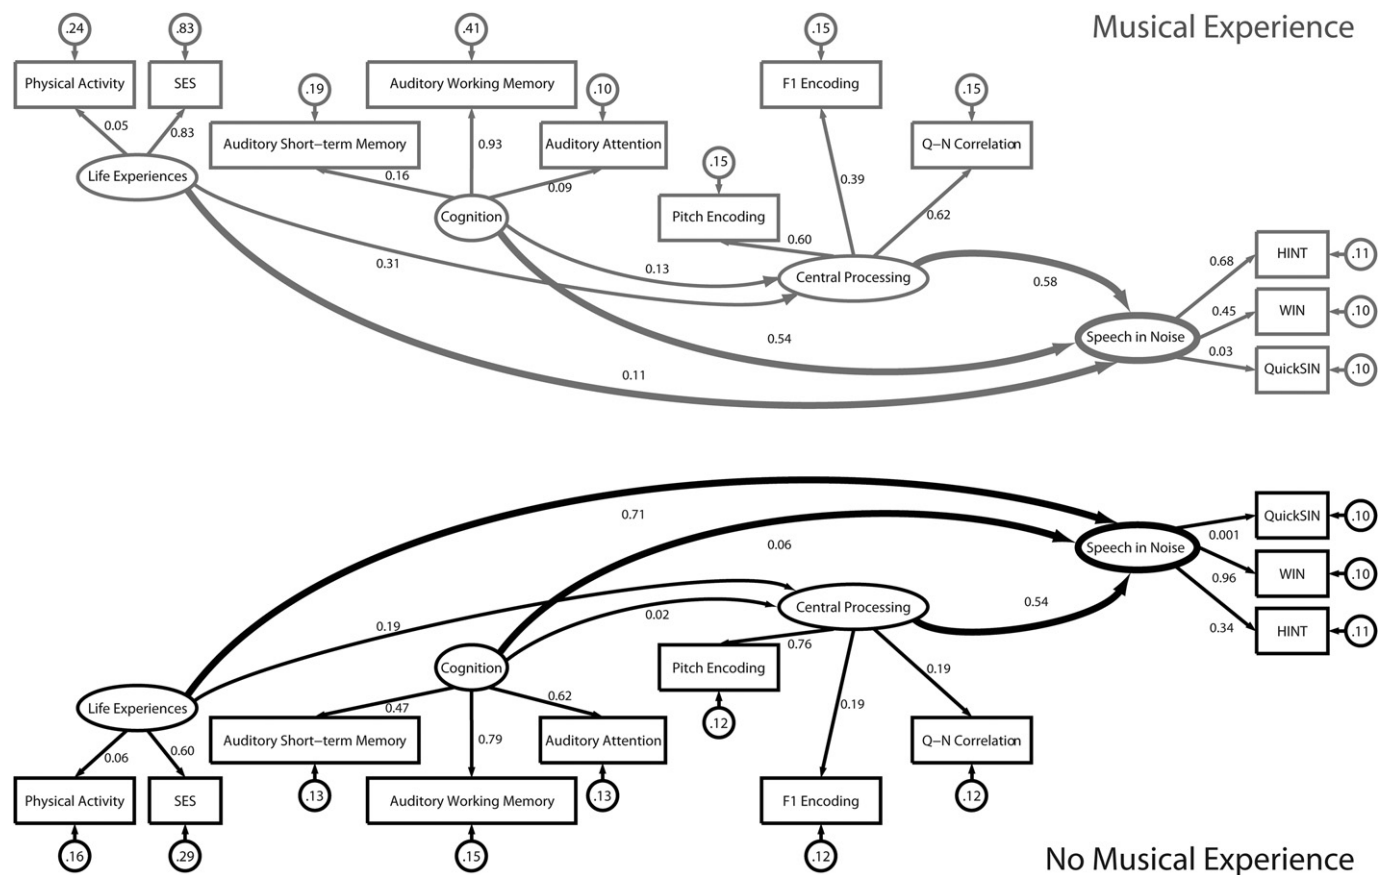 Musical Experience
.24
.83
.41
.15
Physical Activity
SES
Auditory Working Memory
F1 Encoding
.19
.10
.15
0.05
0.83
Auditory Short−term Memory
0.93
Auditory Attention
Q−N Correlation
Life Experiences
0.16
0.09
.15
0.39
Cognition
Pitch Encoding
0.60
0.62
0.31
0.13
Central Processing
0.58
0.68
HINT
.11
0.45
WIN
.10
0.54
Speech in Noise
0.03
QuickSIN
.10
0.11
0.71
0.06
QuickSIN
.10
0.001
Speech in Noise
0.96
WIN
.10
0.34
HINT
.11
0.19
0.02
Central Processing
0.54
Cognition
Pitch Encoding
0.76
0.19
0.19
Life Experiences
0.47
0.79
0.62
.12
Auditory Short−term Memory
Auditory Attention
Q−N Correlation
0.06
0.60
Physical Activity
SES
.13
Auditory Working Memory
.13
F1 Encoding
.12
.16
.29
.15
.12
No Musical Experience